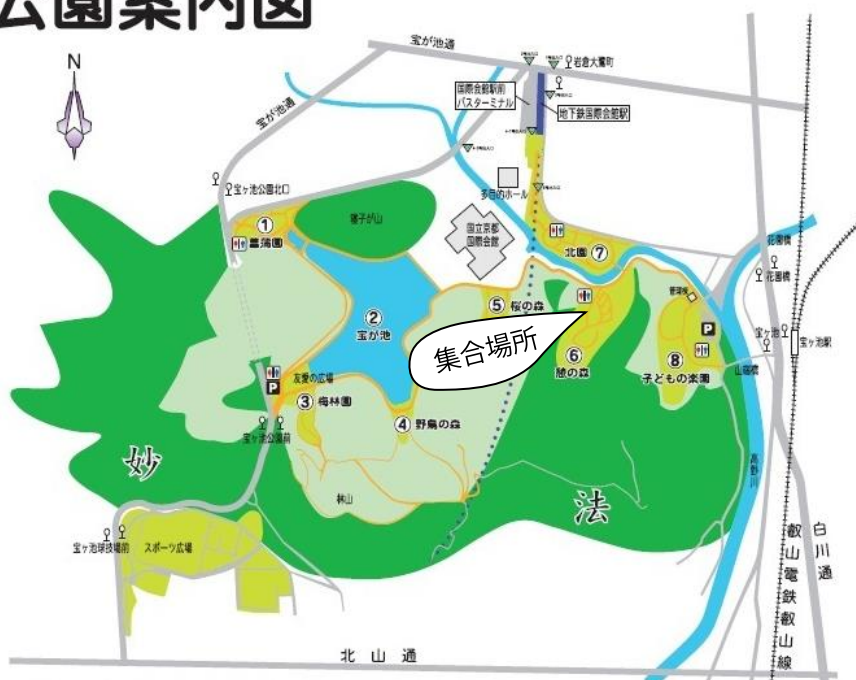 公園案内図
N
宝が池通
岩倉大鷺町
国際会館駅前
バスターミナル
地下鉄国際会館駅
宝が池通
宝ヶ池公園北口
多目的ホール
①
菖蒲園
国立京都
国際会館
北園 ⑦
花園橋
花園橋
②
宝が池
⑤ 桜の森
P
宝ヶ池
宝ヶ池駅
集合場所
⑥
憩の森
⑧
子どもの楽園
山端橋
P
友愛の広場
③ 梅林園
④ 野鳥の森
宝ヶ池公園前
妙
林山
法
高野川
宝ヶ池球技場前
スポーツ広場
叡山電鉄叡山線
白川通
北山通